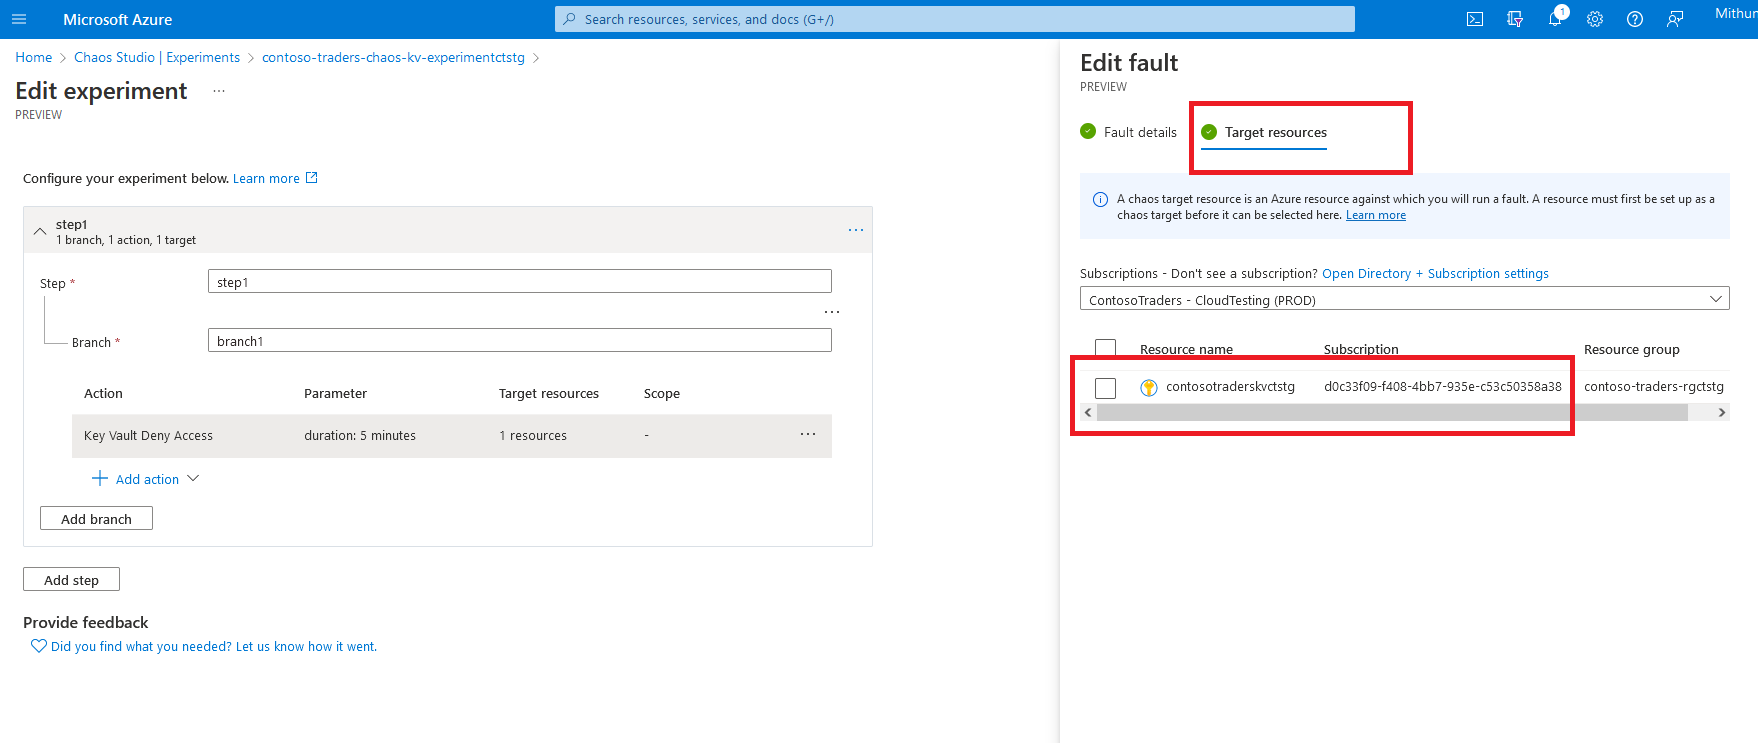 Microsoft Azure
Search resources, services, and docs (G+/)
1
Mithun
Home > Chaos Studio | Experiments > contoso-traders-chaos-kv-experimentctstg >
Edit experiment ...
PREVIEW
Configure your experiment below. Learn more
step1
1 branch, 1 action, 1 target
...
Step *
step1
...
Branch *
branch1
Action Parameter Target resources Scope
Key Vault Deny Access duration: 5 minutes 1 resources - ...
+ Add action
Add branch
Add step
Provide feedback
Did you find what you needed? Let us know how it went.
Edit fault
PREVIEW
Fault details Target resources
A chaos target resource is an Azure resource against which you will run a fault. A resource must first be set up as a
chaos target before it can be selected here. Learn more
Subscriptions - Don't see a subscription? Open Directory + Subscription settings
ContosoTraders - CloudTesting (PROD)
Resource name Subscription Resource group
contosotraderskvctstg d0c33f09-f408-4bb7-935e-c53c50358a38 contoso-traders-rgctstg